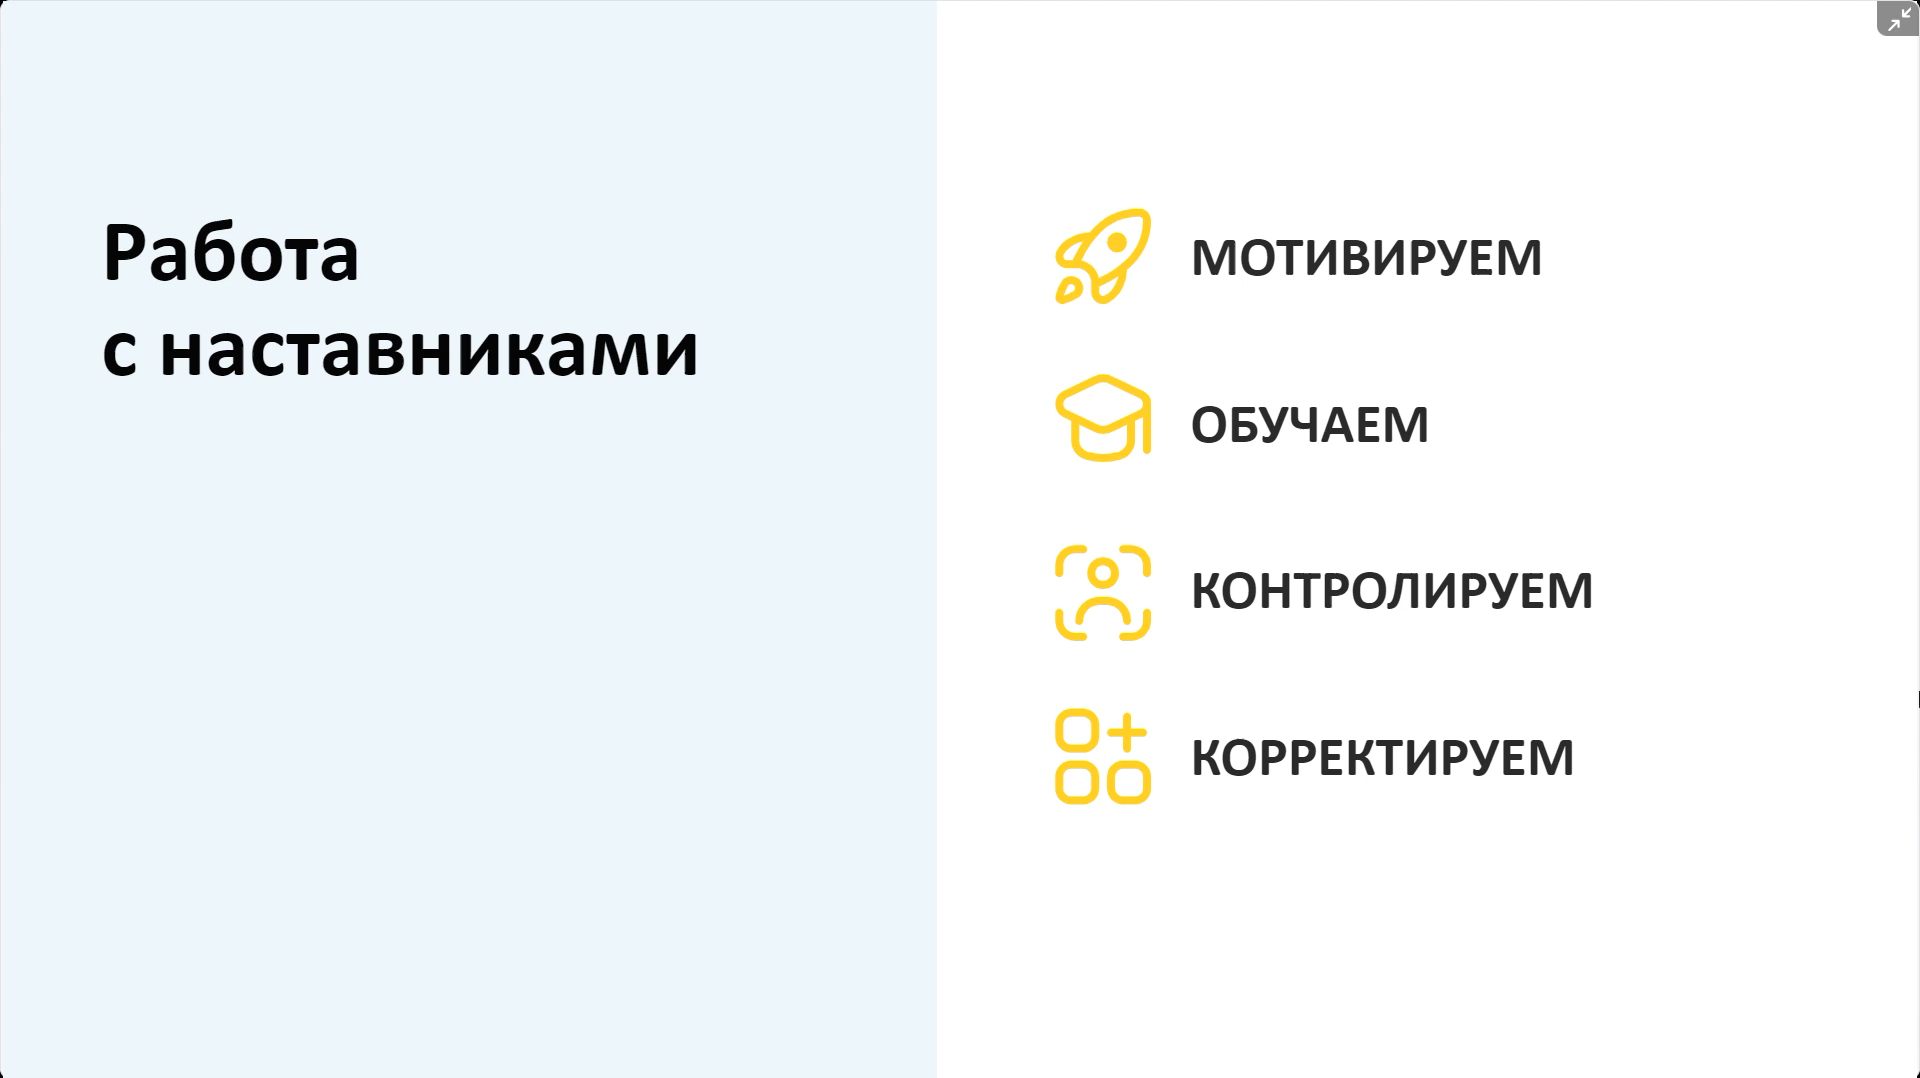 Работа
с наставниками
МОТИВИРУЕМ
ОБУЧАЕМ
КОНТРОЛИРУЕМ
КОРРЕКТИРУЕМ